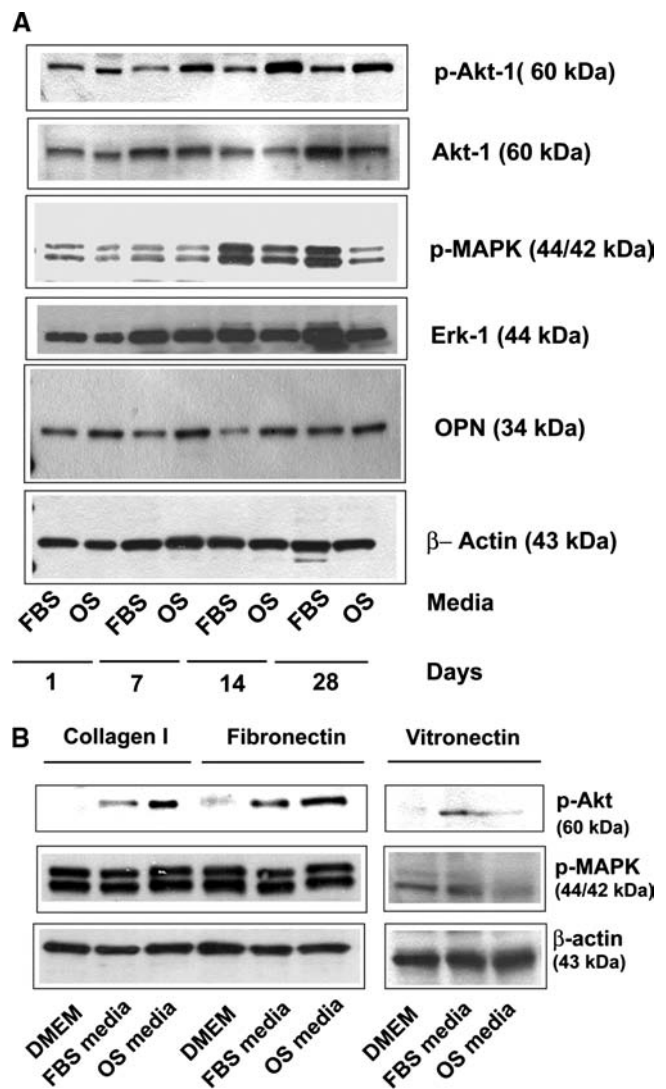 A
p-Akt-1( 60 kDa)
Akt-1 (60 kDa)
p-MAPK (44/42 kDa)
Erk-1 (44 kDa)
OPN (34 kDa)
β– Actin (43 kDa)
FBS OS FBS OS FBS OS FBS OS Media
1 7 14 28 Days
B
Collagen I Fibronectin Vitronectin
p-Akt
(60 kDa)
p-MAPK
(44/42 kDa)
β-actin
(43 kDa)
DMEM FBS media OS media DMEM FBS media OS media DMEM FBS media OS media